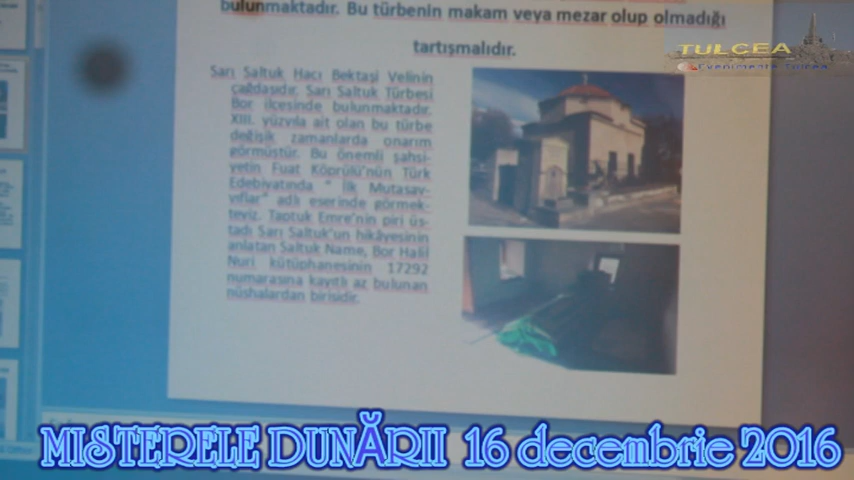 bulunmaktadır. Bu türbenin makam veya mezar olup olmadığı
tartışmalıdır.
TULCEA
Evenimente Tulcea
Sarı Saltuk Hacı Bektaşi Velinin
çağdaşıdır. Sarı Saltuk Türbesi
Bor ilcesinde bulunmaktadır.
XIII. yüzyıla ait olan bu türbe
değişik zamanlarda onarım
görmüştür. Bu önemli şahsi-
yetin Fuat Köprülü'nün Türk
Edebiyatında " İlk Mutasav-
vıflar" adlı eserinde görmek-
teyiz. Taptuk Emre'nin piri üs-
tadı Sarı Saltuk'un hikâyesinin
anlatan Saltuk Name, Bor Halil
Nuri kütüphanesinin 17292
numarasına kayıtlı az bulunan
nüshalardan birisidir.
MISTERELE DUNĂRII 16 decembrie 2016